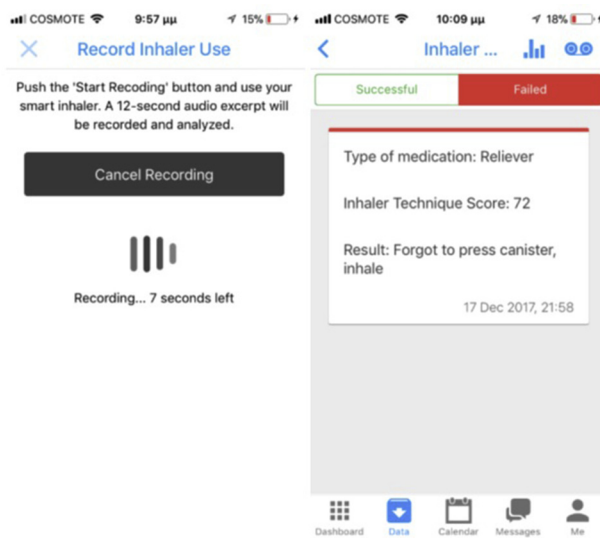 COSMOTE 9:57 μμ 15%
Record Inhaler Use
Push the 'Start Recoding' button and use your
smart inhaler. A 12-second audio excerpt will
be recorded and analyzed.
Cancel Recording
Recording... 7 seconds left
COSMOTE 10:09 μμ 18%
Inhaler ...
Successful Failed
Type of medication: Reliever
Inhaler Technique Score: 72
Result: Forgot to press canister,
inhale
17 Dec 2017, 21:58
Dashboard Data Calendar Messages Me